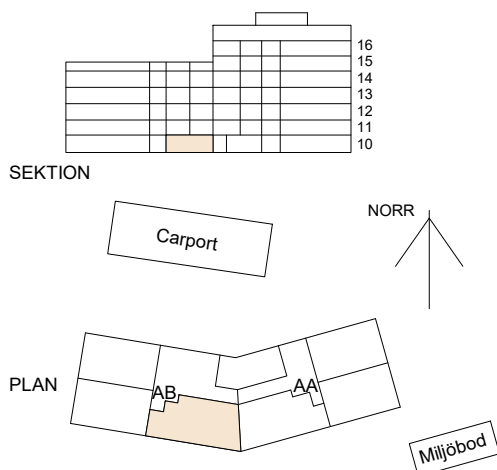 16
15
14
13
12
11
10
SEKTION
NORR
Carport
PLAN
AB
AA
Miljöbod